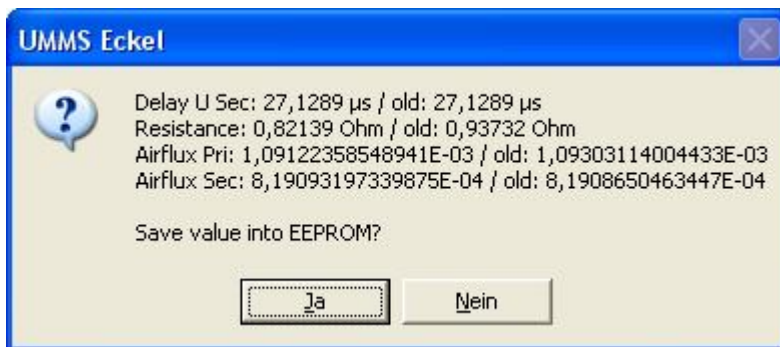 UMMS Eckel
Delay U Sec: 27,1289 µs / old: 27,1289 µs
Resistance: 0,82139 Ohm / old: 0,93732 Ohm
Airflux Pri: 1,09122358548941E-03 / old: 1,09303114004433E-03
Airflux Sec: 8,19093197339875E-04 / old: 8,1908650463447E-04
Save value into EEPROM?
Ja
Nein